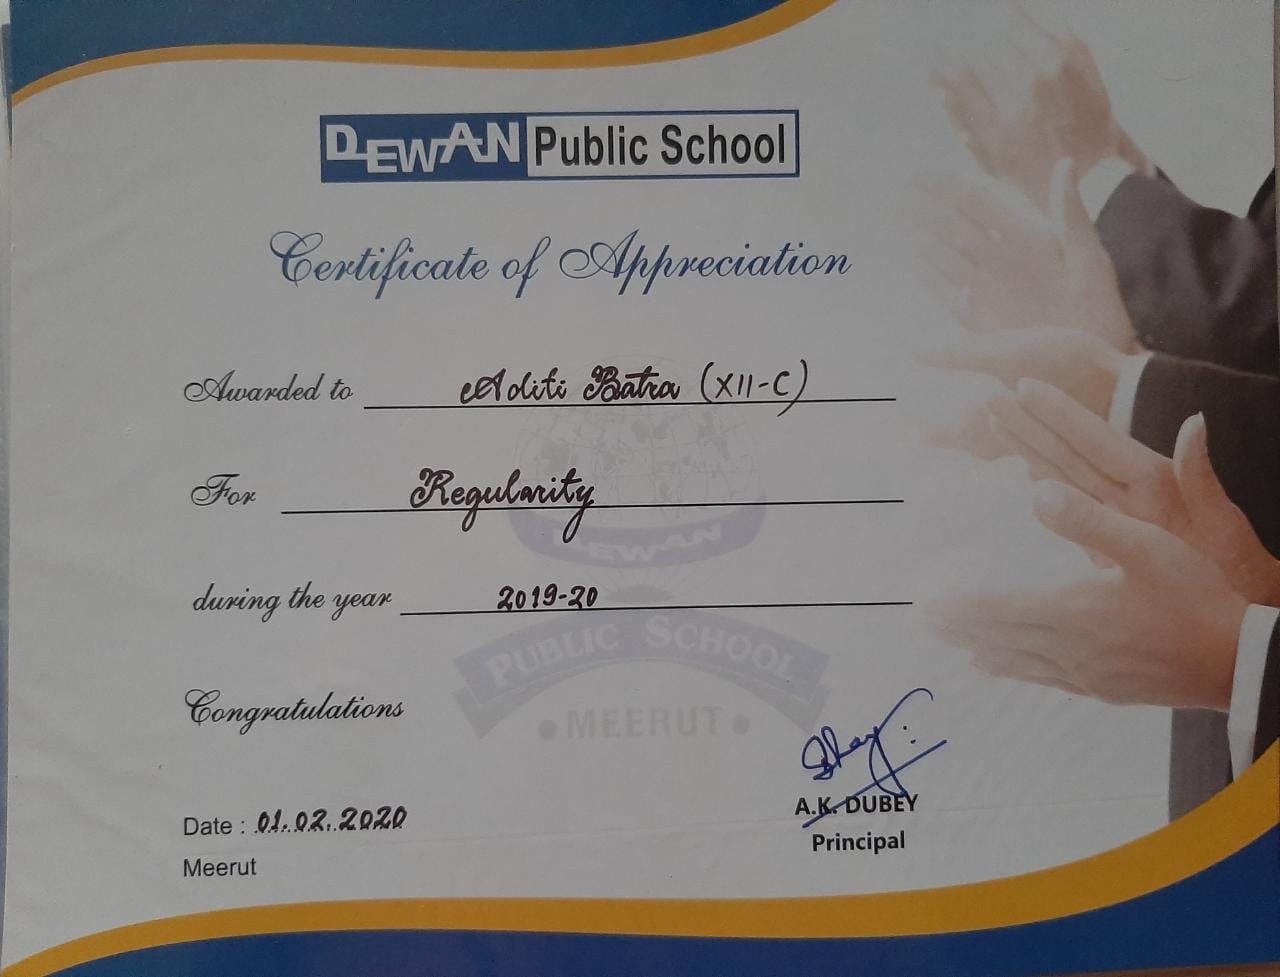 DEWAN Public School
Certificate of Appreciation
Awarded to Aditi Batra (XII-C)
For Regularity
DEWAN
during the year 2019-20
PUBLIC SCHOOL
Congratulations
• MEERUT •
A.K. DUBEY
Date : 01.02.2020
Principal
Meerut